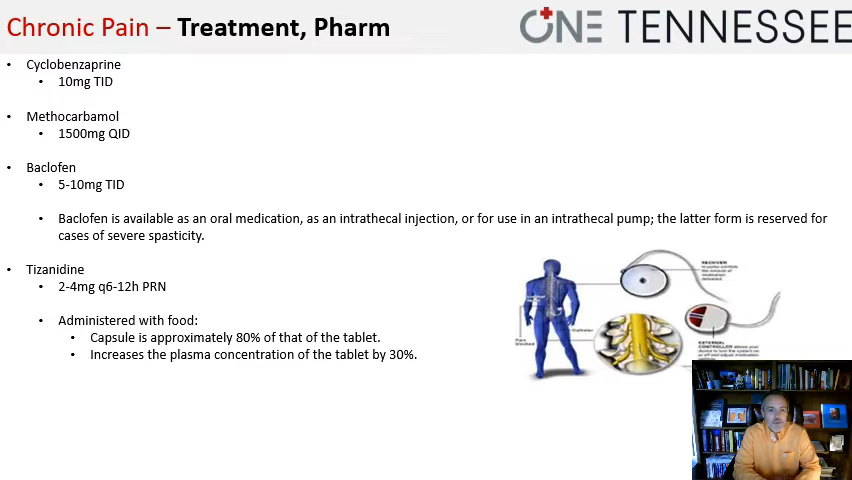 Chronic Pain – Treatment, Pharm
ONE TENNESSEE
• Cyclobenzaprine
• 10mg TID
• Methocarbamol
• 1500mg QID
• Baclofen
• 5-10mg TID
• Baclofen is available as an oral medication, as an intrathecal injection, or for use in an intrathecal pump; the latter form is reserved for
cases of severe spasticity.
• Tizanidine
• 2-4mg q6-12h PRN
• Administered with food:
• Capsule is approximately 80% of that of the tablet.
• Increases the plasma concentration of the tablet by 30%.
RECEIVER
Catheter
EXTERNAL
CONTROLLER allows your